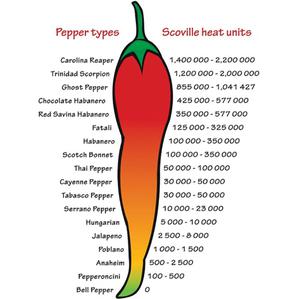 Pepper types Scoville heat units
Carolina Reaper 1,400 000 - 2,200 000
Trinidad Scorpion 1,200 000 - 2,000 000
Ghost Pepper 855 000 - 1,041 427
Chocolate Habanero 425 000 - 577 000
Red Savina Habanero 350 000 - 577 000
Fatali 125 000 - 325 000
Habanero 100 000 - 350 000
Scotch Bonnet 100 000 - 350 000
Thai Pepper 50 000 - 100 000
Cayenne Pepper 30 000 - 50 000
Tabasco Pepper 30 000 - 50 000
Serrano Pepper 10 000 - 23 000
Hungarian 5 000 - 10 000
Jalapeno 2 500 - 8 000
Poblano 1 000 - 1 500
Anaheim 500 - 2 500
Pepperoncini 100 - 500
Bell Pepper 0